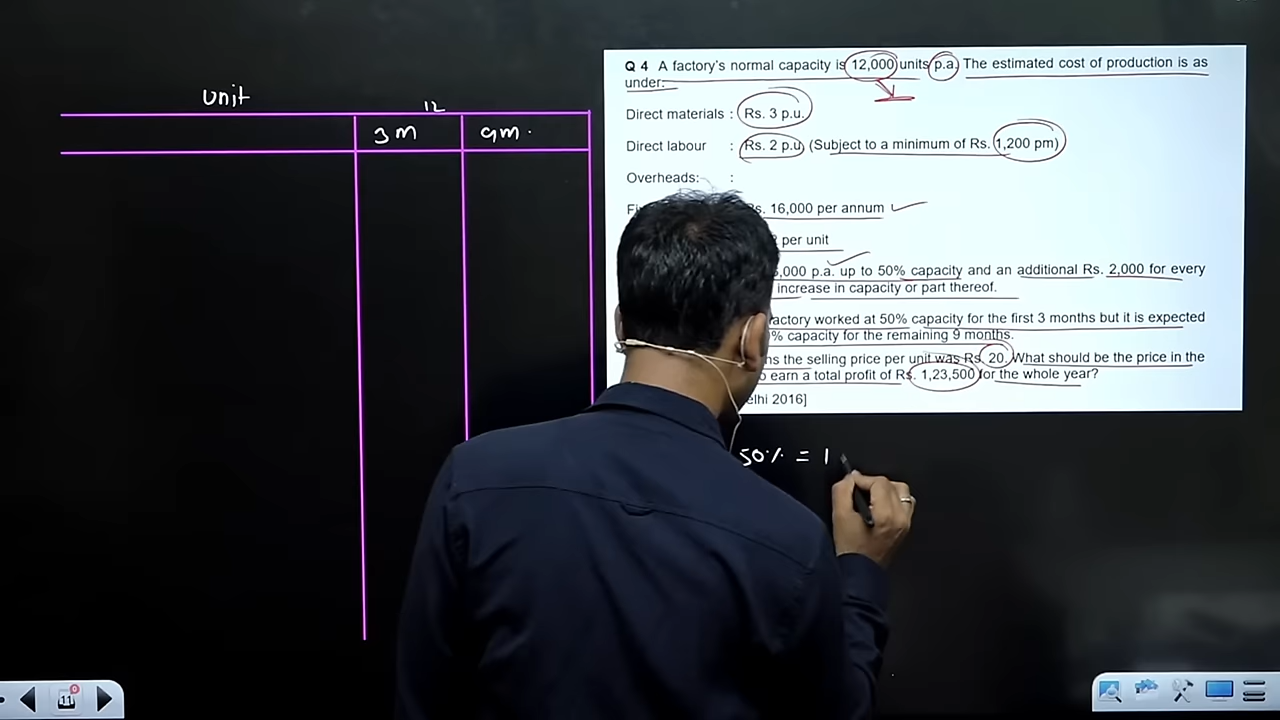 unit
12
3 m
9m.
Q 4 A factory's normal capacity is 12,000 units p.a. The estimated cost of production is as
under:
Direct materials : Rs. 3 p.u.
Direct labour : Rs. 2 p.u (Subject to a minimum of Rs. 1,200 pm)
Overheads: :
16,000 per annum
per unit
,000 p.a. up to 50% capacity and an additional Rs. 2,000 for every
increase in capacity or part thereof.
actory worked at 50% capacity for the first 3 months but it is expected
% capacity for the remaining 9 months.
the selling price per unit was Rs. 20. What should be the price in the
earn a total profit of Rs. 1,23,500 for the whole year?
elhi 2016]
50% = 1
11
0